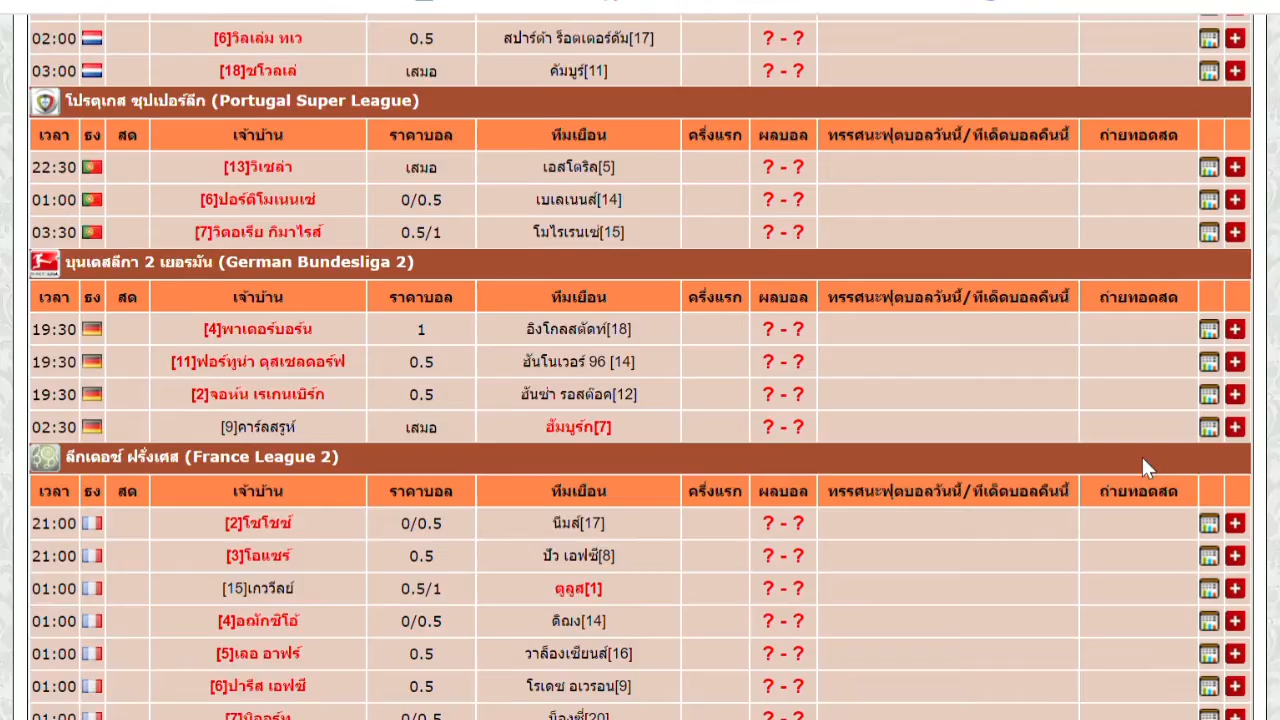 02:00 [6]วิลเล่ม ทเว 0.5 สปาร์ต้า ร็อตเตอร์ดัม[17] ? - ?
03:00 [18]ซโวลเล่ เสมอ คัมบูร์[11] ? - ?
โปรตุเกส ซุปเปอร์ลีก (Portugal Super League)
เวลา ธง สด เจ้าบ้าน ราคาบอล ทีมเยือน ครึ่งแรก ผลบอล ทรรศนะฟุตบอลวันนี้/ทีเด็ดบอลคืนนี้ ถ่ายทอดสด
22:30 [13]วิเซล่า เสมอ เอสโตริล[5] ? - ?
01:00 [6]ปอร์ติโมเนนเซ่ 0/0.5 เบเลเนนส์[14] ? - ?
03:30 [7]วิตอเรีย กิมาไรส์ 0.5/1 โมไรเรนเซ่[15] ? - ?
บุนเดสลีกา 2 เยอรมัน (German Bundesliga 2)
เวลา ธง สด เจ้าบ้าน ราคาบอล ทีมเยือน ครึ่งแรก ผลบอล ทรรศนะฟุตบอลวันนี้/ทีเด็ดบอลคืนนี้ ถ่ายทอดสด
19:30 [4]พาเดอร์บอร์น 1 อิงโกลสตัดท์[18] ? - ?
19:30 [11]ฟอร์ทูน่า ดุสเซลดอร์ฟ 0.5 ฮันโนเวอร์ 96 [14] ? - ?
19:30 [2]จอห์น เรเกนเบิร์ก 0.5 ฮันซ่า รอสต๊อค[12] ? - ?
02:30 [9]คาร์ลสรูห์ เสมอ ฮัมบูร์ก[7] ? - ?
ลีกเดอซ์ ฝรั่งเศส (France League 2)
เวลา ธง สด เจ้าบ้าน ราคาบอล ทีมเยือน ครึ่งแรก ผลบอล ทรรศนะฟุตบอลวันนี้/ทีเด็ดบอลคืนนี้ ถ่ายทอดสด
21:00 [2]โซโชซ์ 0/0.5 นีมส์[17] ? - ?
21:00 [3]โอแซร์ 0.5 ปัว เอฟซี[8] ? - ?
01:00 [15]เกวิลีย์ 0.5/1 ตูลูส[1] ? - ?
01:00 [4]อฌักซิโอ้ 0/0.5 ดิฌง[14] ? - ?
01:00 [5]เลอ อาฟร์ 0.5 วาล็องเซียนส์[16] ? - ?
01:00 [6]ปารีส เอฟซี 0.5 โรเดซ อเวรอน[9] ? - ?
01:00 0/0.5 ? - ?